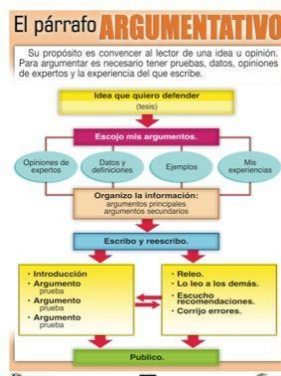 El párrafo ARGUMENTATIVO
Su propósito es convencer al lector de una idea u opinión.
Para argumentar es necesario tener pruebas, datos, opiniones
de expertos y la experiencia del que escribe.
Idea que quiero defender
(tesis)
Escojo mis argumentos.
Opiniones de
expertos
Datos y
definiciones
Ejemplos
Mis
experiencias
Organizo la información:
argumentos principales
argumentos secundarios
Escribo y reescribo.
· Introducción
· Argumento
prueba
· Argumento
prueba
· Argumento
prueba
· Releo.
· Lo leo a los demás.
· Escucho
recomendaciones.
· Corrijo errores.
Publico.